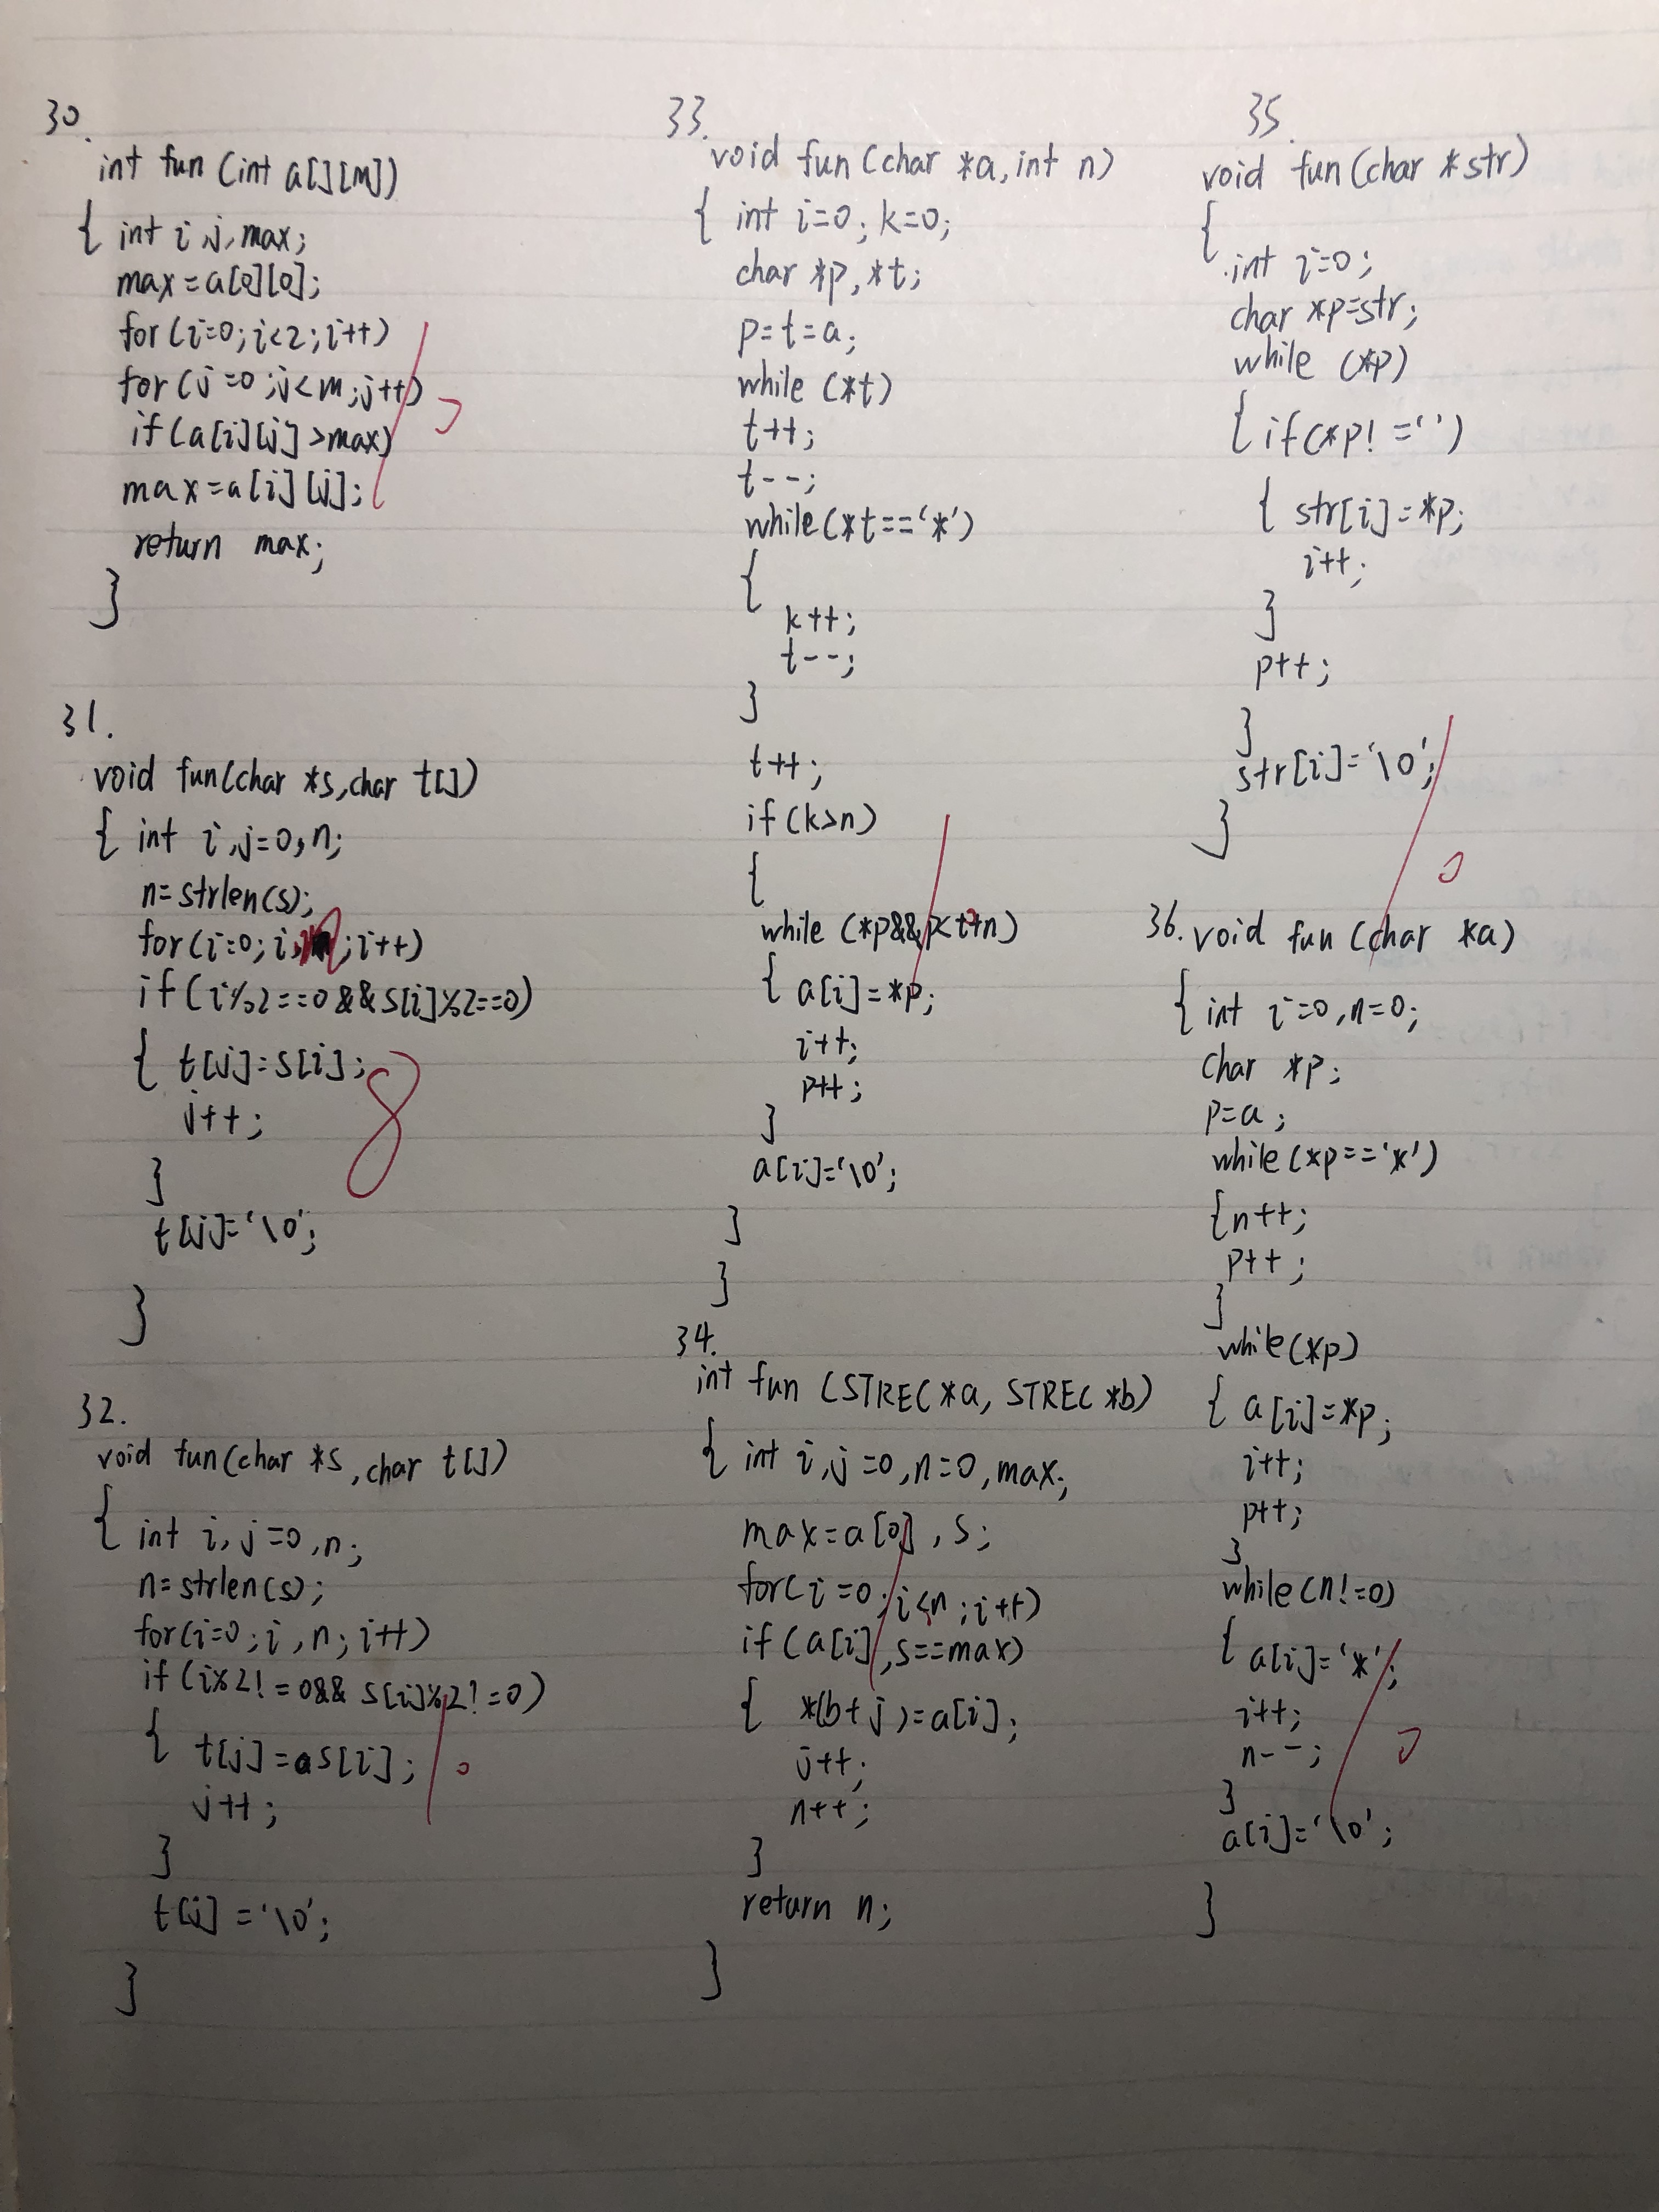 30.
int fun (int a[][M])
{ int i,j,max;
max=a[0][0];
for(i=0;i<2;i++)
for(j=0;j<m;j++)
if(a[i][j]>max)
max=a[i][j];
return max;
}
31.
void fun(char *s,char t[])
{ int i,j=0,n;
n=strlen(s);
for(i=0;i, ;i++)
if(i%2==0&&s[i]%2==0)
{ t[j]=s[i];
j++;
}
t[j]='\0';
}
8
32.
void fun(char *s,char t[])
{ int i,j=0,n;
n=strlen(s);
for(i=0;i,n;i++)
if(i%2!=0&&s[i]%2!=0)
{ t[j]=s[i];
j++;
}
t[j]='\0';
}
33.
void fun(char *a,int n)
{ int i=0; k=0;
char *p,*t;
p=t=a;
while (*t)
t++;
t--;
while(*t=='*')
{
k++;
t--;
}
t++;
if(k>n)
{
while (*p&&p<t+n)
{ a[i]=*p;
i++;
p++;
}
a[i]='\0';
}
}
34.
int fun (STREC *a, STREC *b)
{ int i,j=0,n=0,max;
max=a[0],s;
for(i=0;i<n;i++)
if(a[i],s==max)
{ *(b+j)=a[i];
j++;
n++;
}
return n;
}
35.
void fun(char *str)
{
int i=0;
char *p=str;
while (*p)
{ if(*p!=' ')
{ str[i]=*p;
i++;
}
p++;
}
str[i]='\0';
}
36. void fun (char *a)
{ int i=0,n=0;
char *p;
p=a;
while(*p=='*')
{n++;
p++;
}
while(*p)
{ a[i]=*p;
i++;
p++;
}
while(n!=0)
{ a[i]='*';
i++;
n--;
}
a[i]='\0';
}